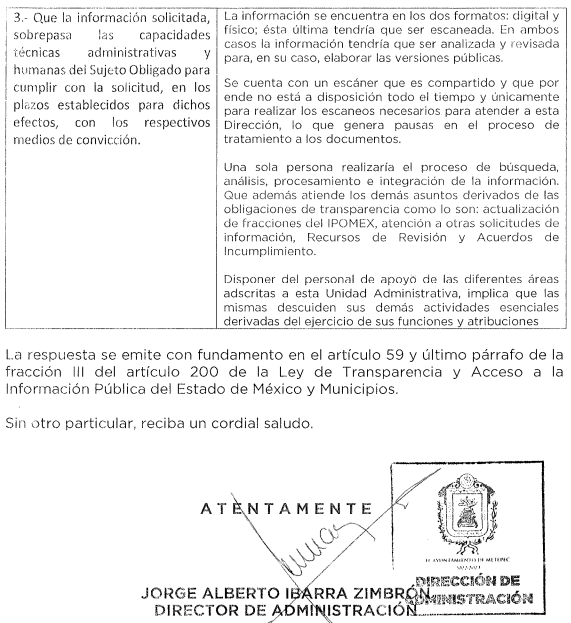 3.- Que la información solicitada,
sobrepasa las capacidades
técnicas administrativas y
humanas del Sujeto Obligado para
cumplir con la solicitud, en los
plazos establecidos para dichos
efectos, con los respectivos
medios de convicción.
La información se encuentra en los dos formatos: digital y
físico; ésta última tendría que ser escaneada. En ambos
casos la información tendría que ser analizada y revisada
para, en su caso, elaborar las versiones públicas.
Se cuenta con un escáner que es compartido y que por
ende no está a disposición todo el tiempo y únicamente
para realizar los escaneos necesarios para atender a esta
Dirección, lo que genera pausas en el proceso de
tratamiento a los documentos.
Una sola persona realizaría el proceso de búsqueda,
análisis, procesamiento e integración de la información.
Que además atiende los demás asuntos derivados de las
obligaciones de transparencia como lo son: actualización
de fracciones del IPOMEX, atención a otras solicitudes de
información, Recursos de Revisión y Acuerdos de
Incumplimiento.
Disponer del personal de apoyo de las diferentes áreas
adscritas a esta Unidad Administrativa, implica que las
mismas descuiden sus demás actividades esenciales
derivadas del ejercicio de sus funciones y atribuciones
La respuesta se emite con fundamento en el artículo 59 y último párrafo de la
fracción III del artículo 200 de la Ley de Transparencia y Acceso a la
Información Pública del Estado de México y Municipios.
Sin otro particular, reciba un cordial saludo.
ATENTAMENTE
AYUNTAMIENTO DE METEPEC
DIRECCIÓN DE
ADMINISTRACIÓN
JORGE ALBERTO IBARRA ZIMBRÓN
DIRECTOR DE ADMINISTRACIÓN